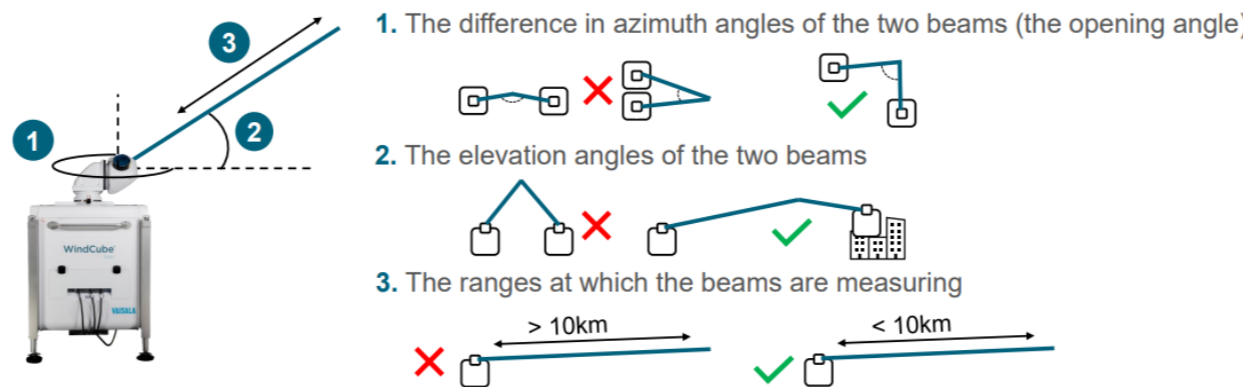 1. The difference in azimuth angles of the two beams (the opening angle)
3
2
1
2. The elevation angles of the two beams
WindCube
VAISALA
3. The ranges at which the beams are measuring
> 10km
< 10km